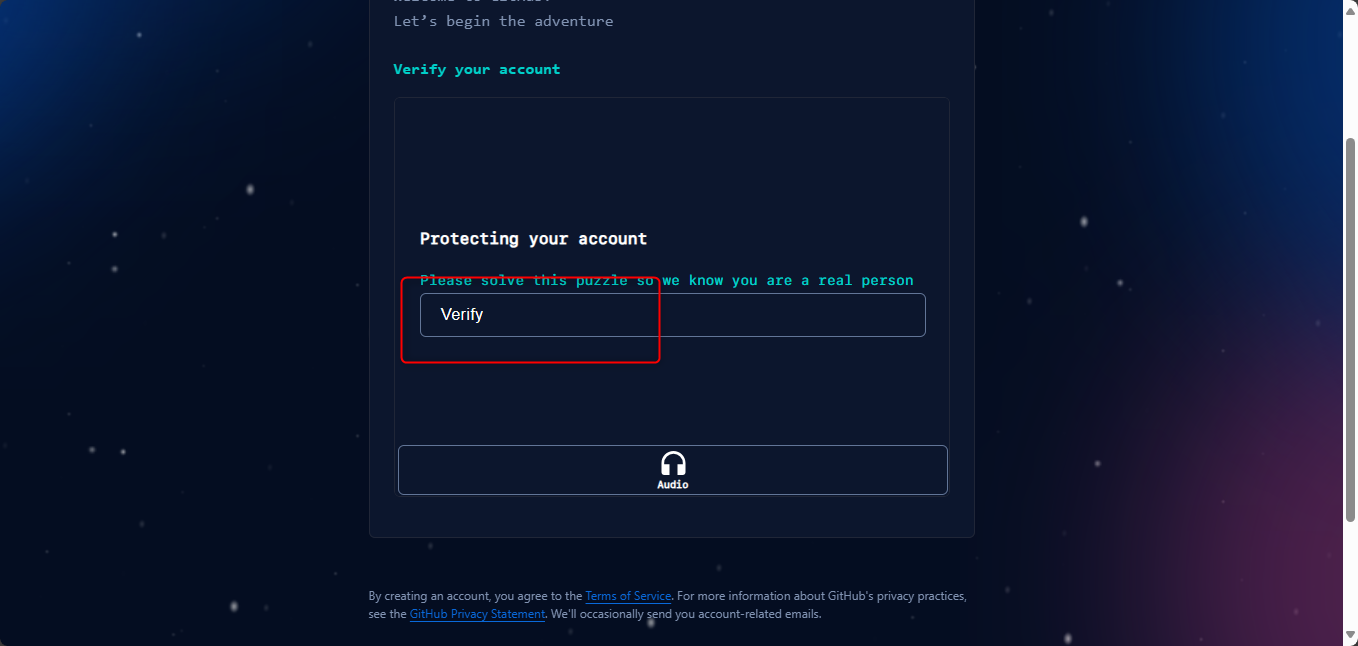 Let’s begin the adventure
Verify your account
Protecting your account
Please solve this puzzle so we know you are a real person
Verify
Audio
By creating an account, you agree to the Terms of Service. For more information about GitHub's privacy practices,
see the GitHub Privacy Statement. We'll occasionally send you account-related emails.